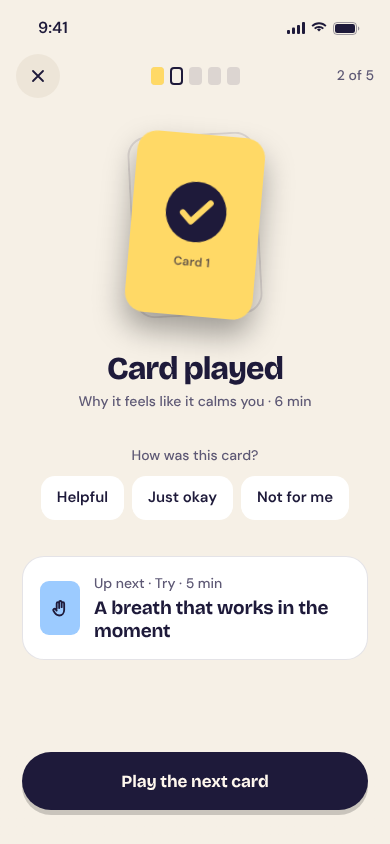 9:41
2 of 5
Card 1
Card played
Why it feels like it calms you · 6 min
How was this card?
Helpful
Just okay
Not for me
Up next · Try · 5 min
A breath that works in the
moment
Play the next card